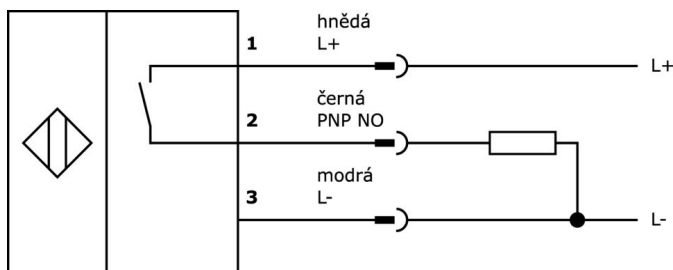 hnědá
1 L+
L+
černá
2 PNP NO
modrá
3 L-
L-